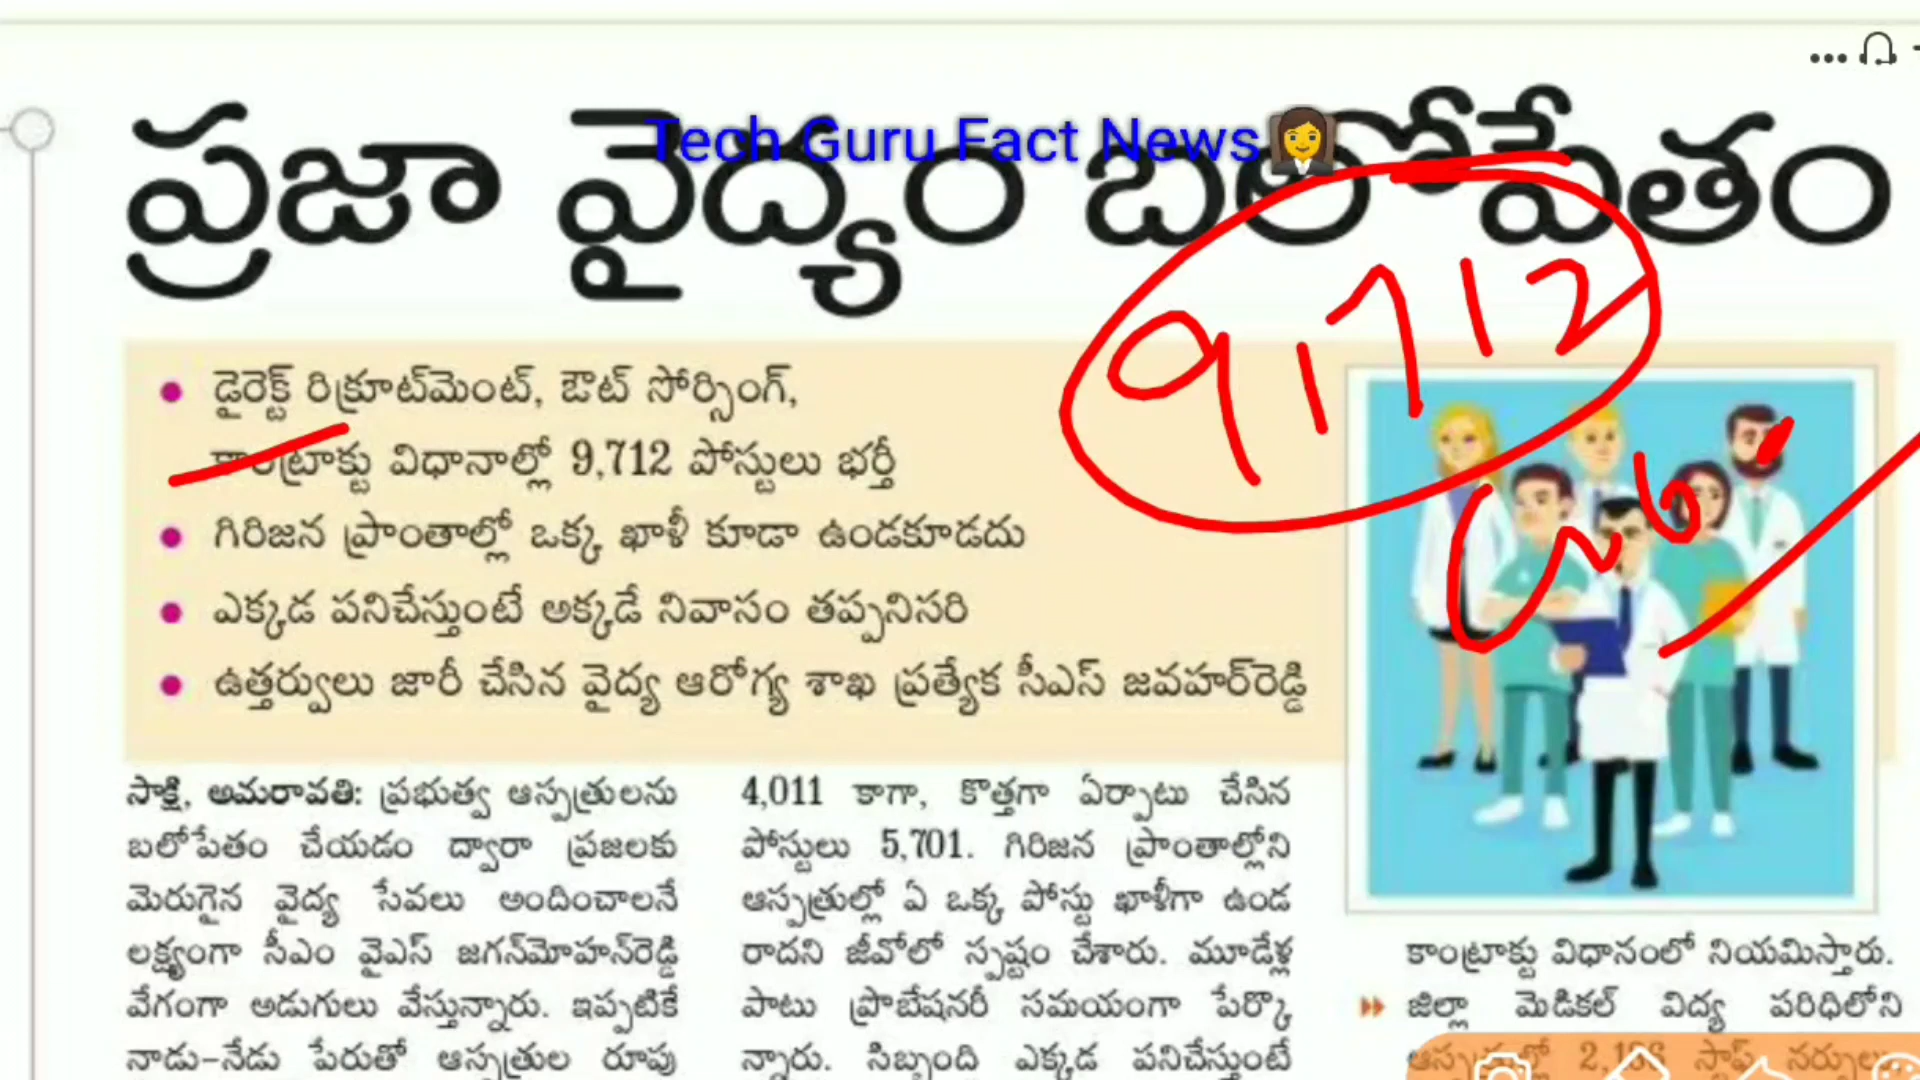 Tech Guru Fact News
ప్రజా వైద్యం బలోపేతం
9,712
డైరెక్ట్ రిక్రూట్‌మెంట్, ఔట్ సోర్సింగ్,
కాంట్రాక్టు విధానాల్లో 9,712 పోస్టులు భర్తీ
గిరిజన ప్రాంతాల్లో ఒక్క ఖాళీ కూడా ఉండకూడదు
ఎక్కడ పనిచేస్తుంటే అక్కడే నివాసం తప్పనిసరి
ఉత్తర్వులు జారీ చేసిన వైద్య ఆరోగ్య శాఖ ప్రత్యేక సీఎస్ జవహర్‌రెడ్డి
సాక్షి, అమరావతి: ప్రభుత్వ ఆస్పత్రులను
బలోపేతం చేయడం ద్వారా ప్రజలకు
మెరుగైన వైద్య సేవలు అందించాలనే
లక్ష్యంగా సీఎం వైఎస్ జగన్‌మోహన్‌రెడ్డి
వేగంగా అడుగులు వేస్తున్నారు. ఇప్పటికే
నాడు–నేడు పేరుతో ఆస్పత్రుల రూపు
4,011 కాగా, కొత్తగా ఏర్పాటు చేసిన
పోస్టులు 5,701. గిరిజన ప్రాంతాల్లోని
ఆస్పత్రుల్లో ఏ ఒక్క పోస్టు ఖాళీగా ఉండ
రాదని జీవోలో స్పష్టం చేశారు. మూడేళ్ల
పాటు ప్రొబేషనరీ సమయంగా పేర్కొ
న్నారు. సిబ్బంది ఎక్కడ పనిచేస్తుంటే
కాంట్రాక్టు విధానంలో నియమిస్తారు.
జిల్లా మెడికల్ విద్య పరిధిలోని